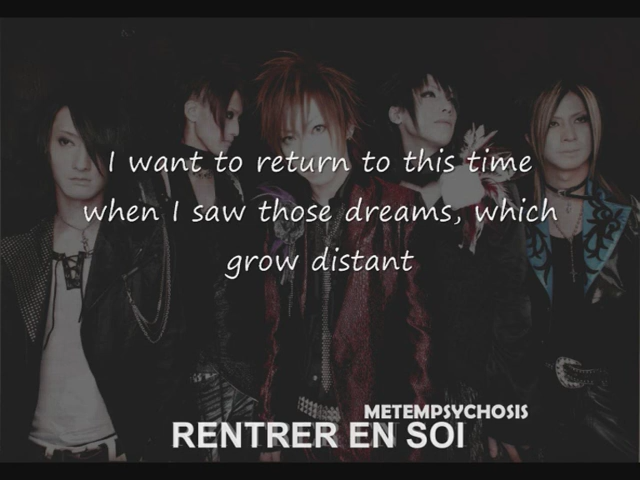 I want to return to this time
when I saw those dreams, which
grow distant
METEMPSYCHOSIS
RENTRER EN SOI